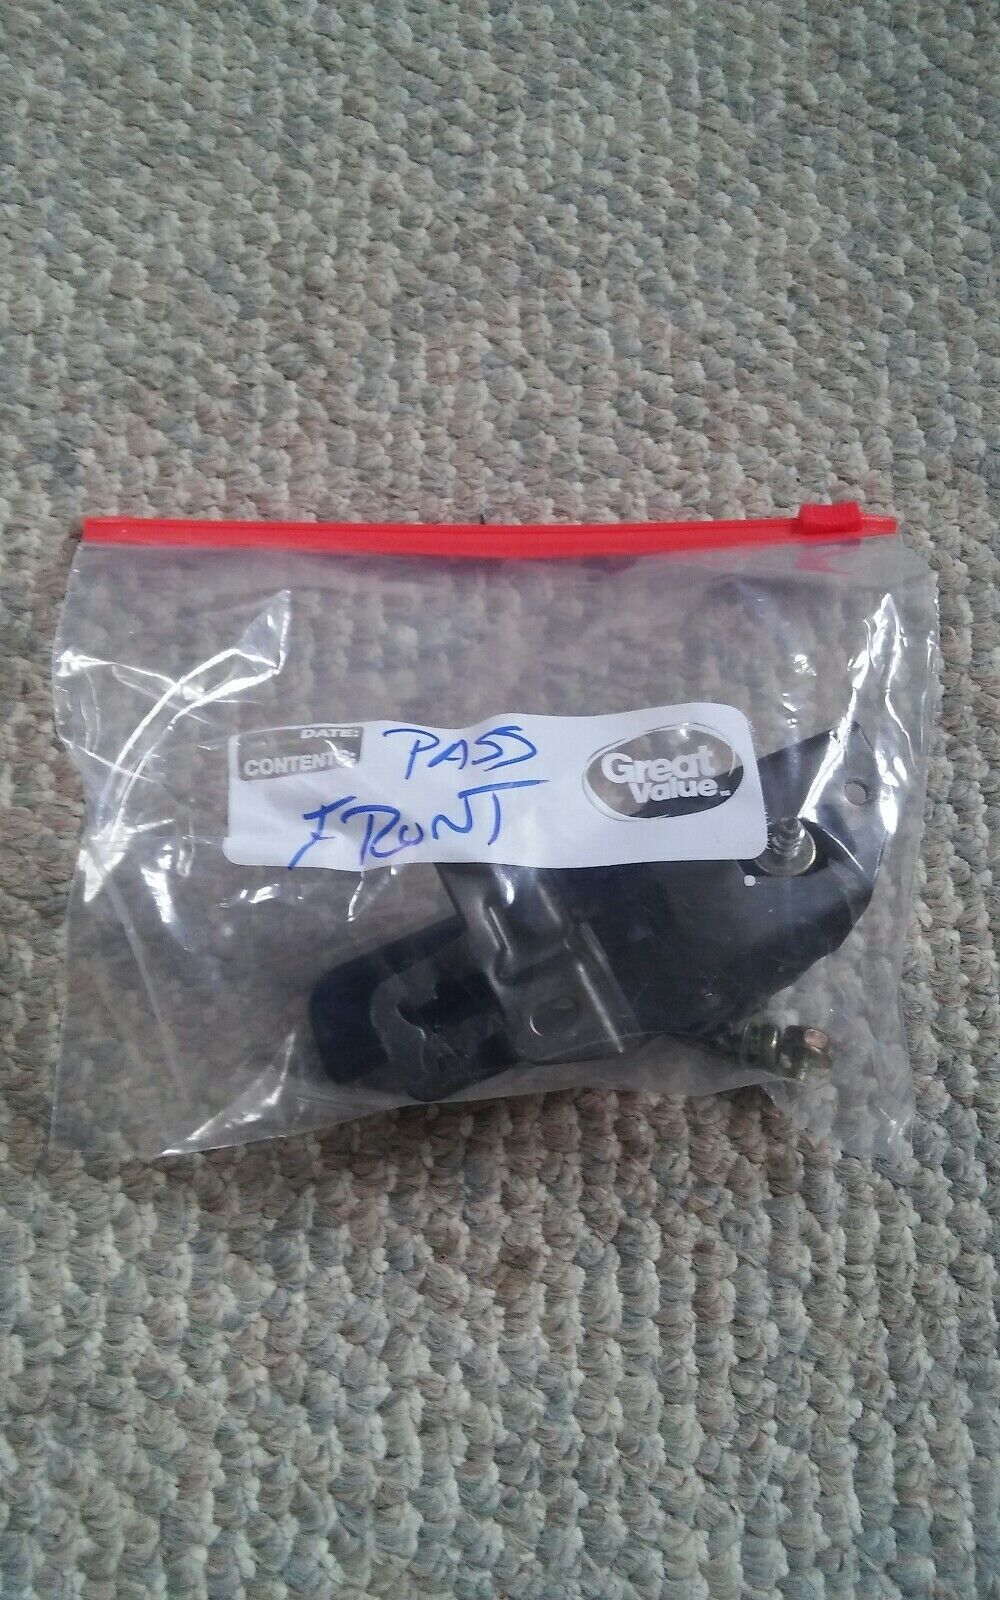 DATE:
CONTENTS:
PASS
FRONT
Great
Value